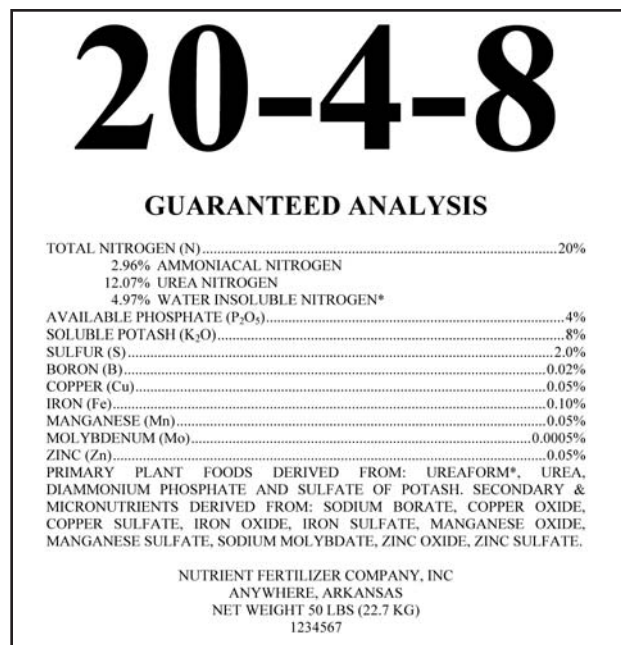 20-4-8
GUARANTEED ANALYSIS
TOTAL NITROGEN (N)..........20%
2.96% AMMONIACAL NITROGEN
12.07% UREA NITROGEN
4.97% WATER INSOLUBLE NITROGEN*
AVAILABLE PHOSPHATE (P₂O₅)..........4%
SOLUBLE POTASH (K₂O)..........8%
SULFUR (S)..........2.0%
BORON (B)..........0.02%
COPPER (Cu)..........0.05%
IRON (Fe)..........0.10%
MANGANESE (Mn)..........0.05%
MOLYBDENUM (Mo)..........0.0005%
ZINC (Zn)..........0.05%
PRIMARY PLANT FOODS DERIVED FROM: UREAFORM*, UREA,
DIAMMONIUM PHOSPHATE AND SULFATE OF POTASH. SECONDARY &
MICRONUTRIENTS DERIVED FROM: SODIUM BORATE, COPPER OXIDE,
COPPER SULFATE, IRON OXIDE, IRON SULFATE, MANGANESE OXIDE,
MANGANESE SULFATE, SODIUM MOLYBDATE, ZINC OXIDE, ZINC SULFATE.
NUTRIENT FERTILIZER COMPANY, INC
ANYWHERE, ARKANSAS
NET WEIGHT 50 LBS (22.7 KG)
1234567